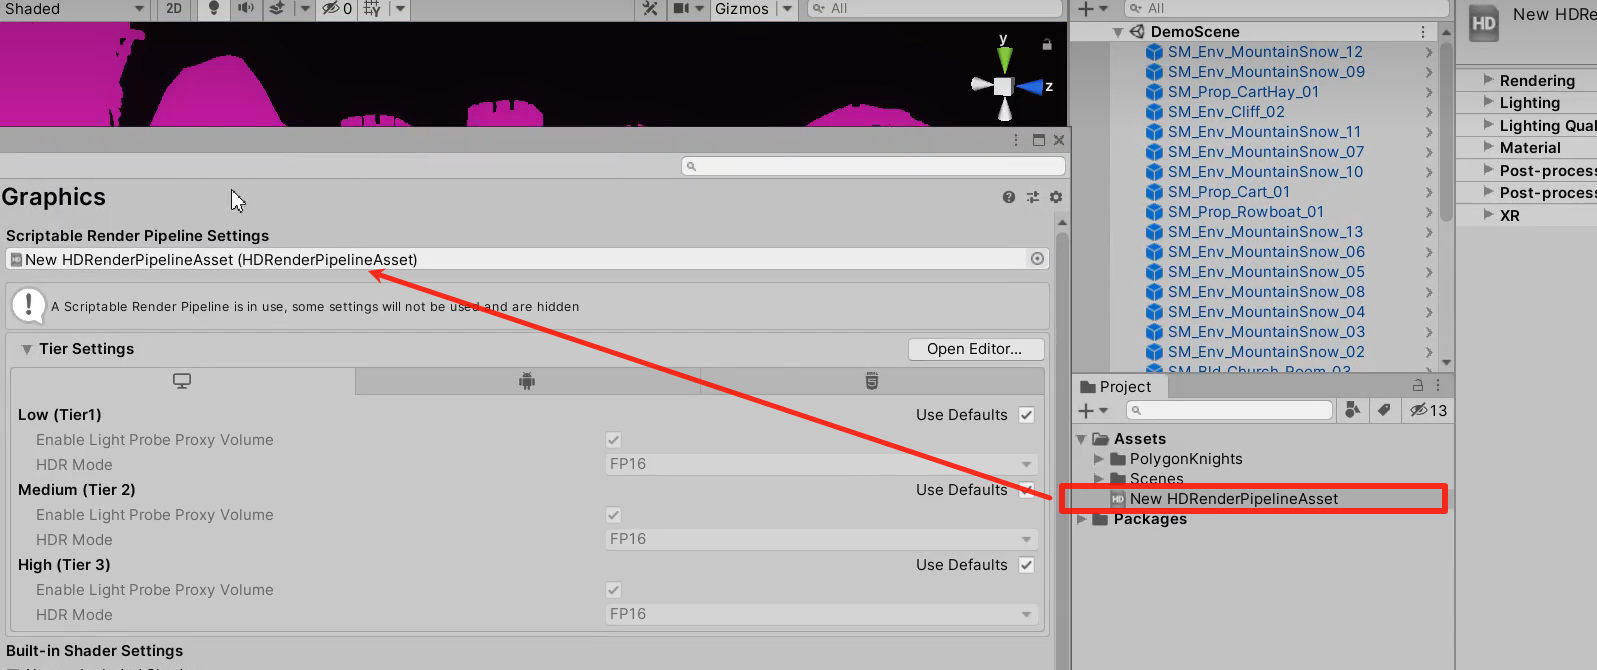 Shaded
2D
0
Gizmos
All
All
New HDRe
DemoScene
SM_Env_MountainSnow_12
SM_Env_MountainSnow_09
SM_Prop_CartHay_01
SM_Env_Cliff_02
SM_Env_MountainSnow_11
SM_Env_MountainSnow_07
SM_Env_MountainSnow_10
SM_Prop_Cart_01
SM_Prop_Rowboat_01
SM_Env_MountainSnow_13
SM_Env_MountainSnow_06
SM_Env_MountainSnow_05
SM_Env_MountainSnow_08
SM_Env_MountainSnow_04
SM_Env_MountainSnow_03
SM_Env_MountainSnow_02
SM_Bld_Church_Room_03
HD
Rendering
Lighting
Lighting Qual
Material
Post-process
Post-process
XR
y
z
Graphics
Scriptable Render Pipeline Settings
New HDRenderPipelineAsset (HDRenderPipelineAsset)
A Scriptable Render Pipeline is in use, some settings will not be used and are hidden
Tier Settings
Open Editor...
Low (Tier1)
Use Defaults
Enable Light Probe Proxy Volume
HDR Mode
FP16
Medium (Tier 2)
Use Defaults
Enable Light Probe Proxy Volume
HDR Mode
FP16
High (Tier 3)
Use Defaults
Enable Light Probe Proxy Volume
HDR Mode
FP16
Built-in Shader Settings
Project
13
Assets
PolygonKnights
Scenes
New HDRenderPipelineAsset
Packages